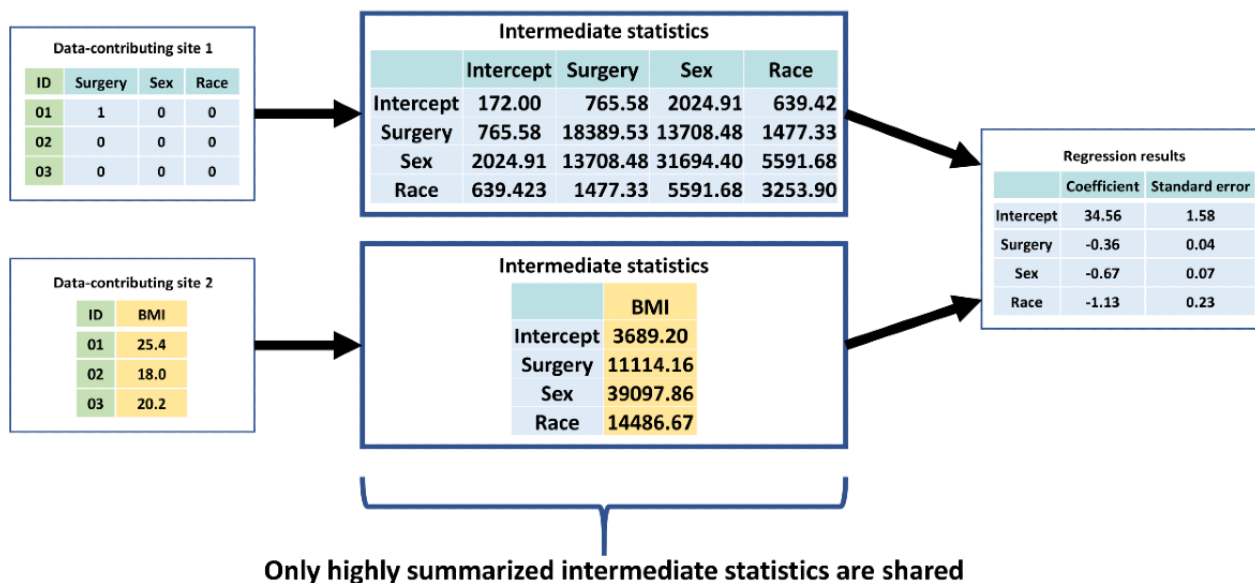 Data-contributing site 1
ID Surgery Sex Race
01 1 0 0
02 0 0 0
03 0 0 0
Intermediate statistics
Intercept Surgery Sex Race
Intercept 172.00 765.58 2024.91 639.42
Surgery 765.58 18389.53 13708.48 1477.33
Sex 2024.91 13708.48 31694.40 5591.68
Race 639.423 1477.33 5591.68 3253.90
Data-contributing site 2
ID BMI
01 25.4
02 18.0
03 20.2
Intermediate statistics
BMI
Intercept 3689.20
Surgery 11114.16
Sex 39097.86
Race 14486.67
Regression results
Coefficient Standard error
Intercept 34.56 1.58
Surgery -0.36 0.04
Sex -0.67 0.07
Race -1.13 0.23
Only highly summarized intermediate statistics are shared